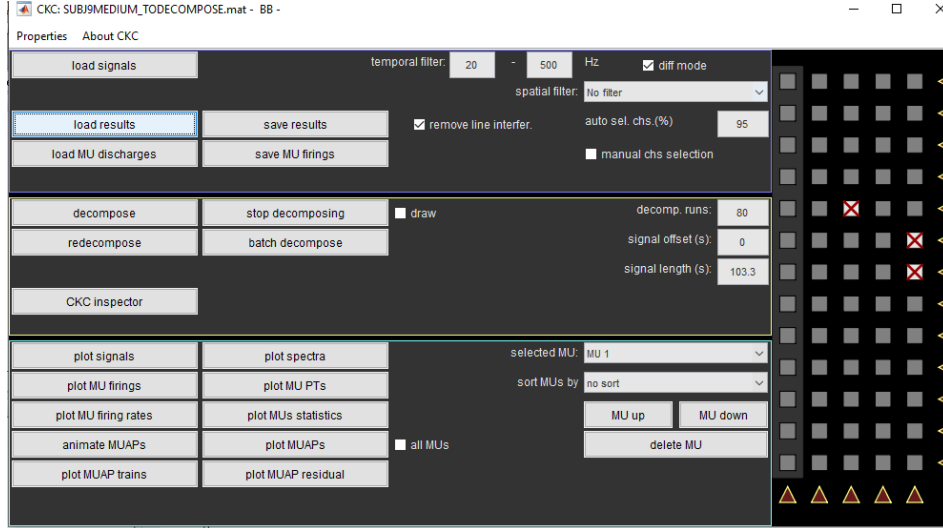 CKC: SUBJ9MEDIUM_TODECOMPOSE.mat - BB -
Properties About CKC
load signals temporal filter: 20 - 500 Hz diff mode
spatial filter: No filter
load results save results remove line interfer. auto sel. chs.(%) 95
load MU discharges save MU firings manual chs selection
decompose stop decomposing draw decomp. runs: 80
redecompose batch decompose signal offset (s): 0
signal length (s): 103.3
CKC inspector
plot signals plot spectra selected MU: MU 1
plot MU firings plot MU PTs sort MUs by no sort
plot MU firing rates plot MUs statistics MU up MU down
animate MUAPs plot MUAPs all MUs delete MU
plot MUAP trains plot MUAP residual